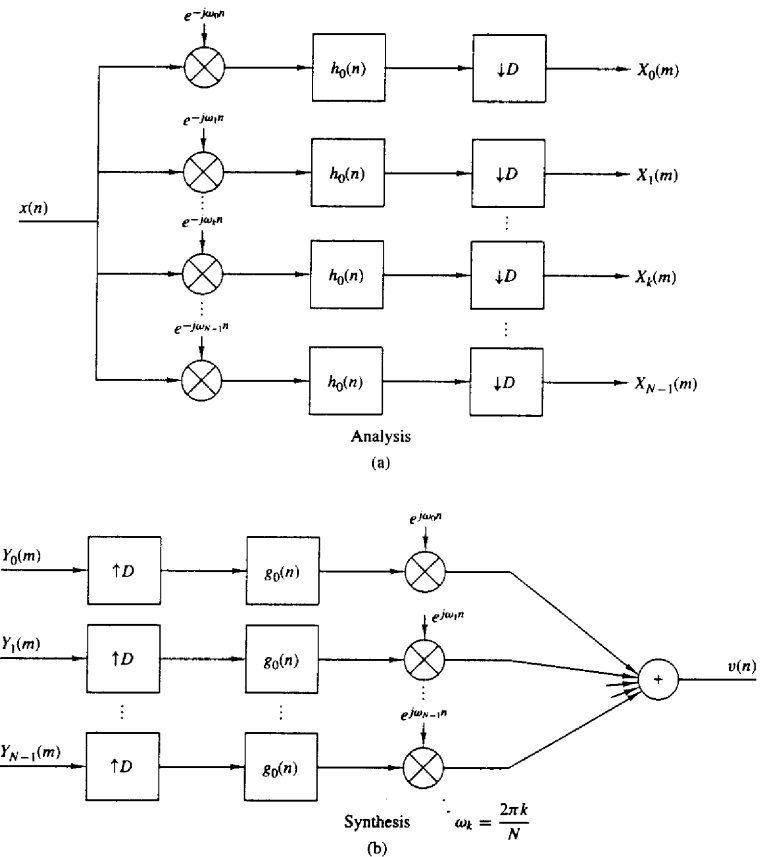 e^{-jω_0 n}
h_0(n) ↓D X_0(m)
e^{-jω_1 n}
h_0(n) ↓D X_1(m)
x(n)
e^{-jω_k n}
h_0(n) ↓D X_k(m)
e^{-jω_{N-1} n}
h_0(n) ↓D X_{N-1}(m)
Analysis
(a)
e^{jω_0 n}
Y_0(m) ↑D g_0(n)
e^{jω_1 n}
Y_1(m) ↑D g_0(n) + v(n)
e^{jω_{N-1} n}
Y_{N-1}(m) ↑D g_0(n)
Synthesis ω_k = \frac{2πk}{N}
(b)